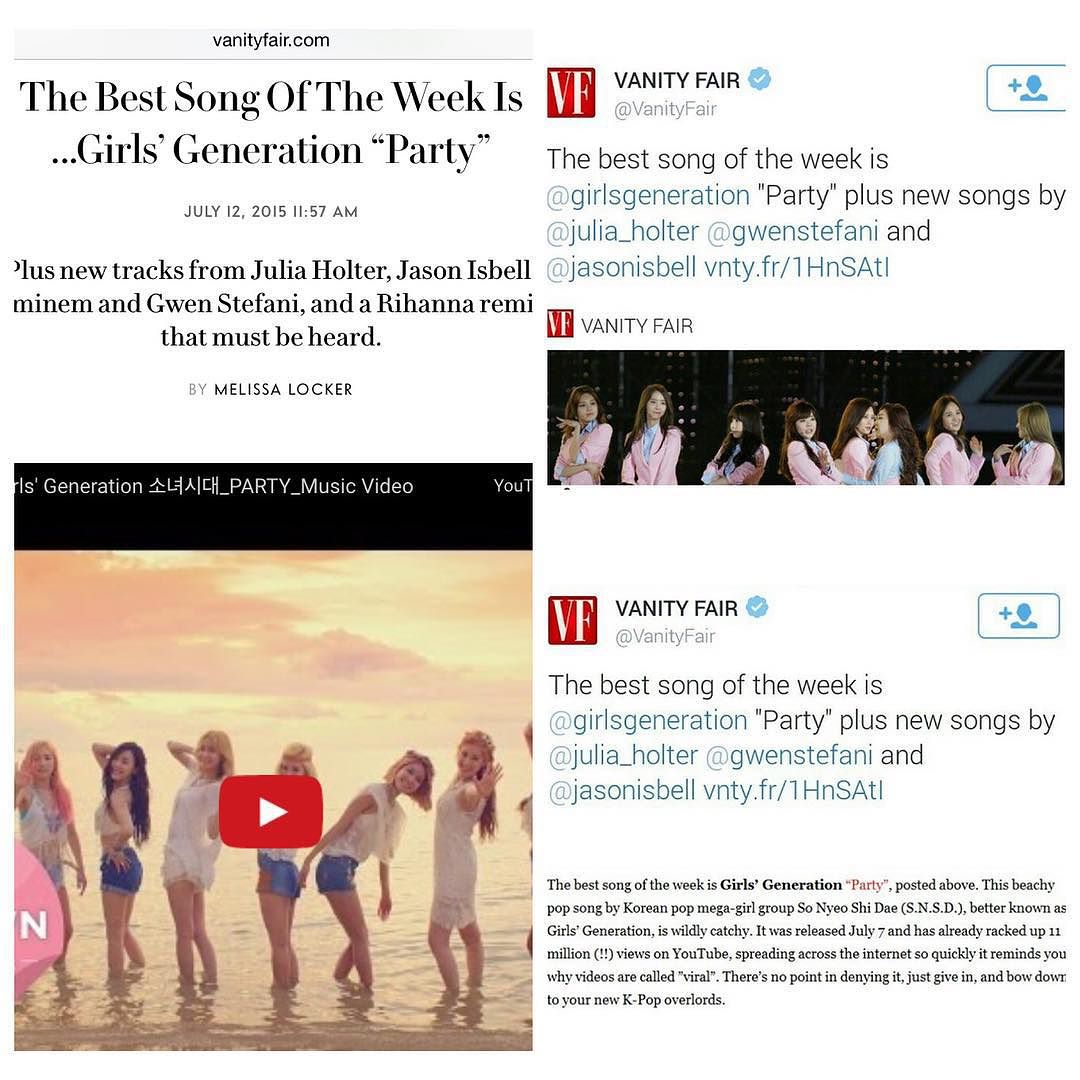 vanityfair.com
The Best Song Of The Week Is
...Girls' Generation “Party”
JULY 12, 2015 11:57 AM
Plus new tracks from Julia Holter, Jason Isbell
minem and Gwen Stefani, and a Rihanna remi
that must be heard.
BY MELISSA LOCKER
rls' Generation 소녀시대_PARTY_Music Video YouT
N
VF VANITY FAIR
@VanityFair
The best song of the week is
@girlsgeneration "Party" plus new songs by
@julia_holter @gwenstefani and
@jasonisbell vnty.fr/1HnSAtI
VF VANITY FAIR
VF VANITY FAIR
@VanityFair
The best song of the week is
@girlsgeneration "Party" plus new songs by
@julia_holter @gwenstefani and
@jasonisbell vnty.fr/1HnSAtI
The best song of the week is Girls' Generation “Party”, posted above. This beachy
pop song by Korean pop mega-girl group So Nyeo Shi Dae (S.N.S.D.), better known as
Girls' Generation, is wildly catchy. It was released July 7 and has already racked up 11
million (!!) views on YouTube, spreading across the internet so quickly it reminds you
why videos are called "viral". There's no point in denying it, just give in, and bow down
to your new K-Pop overlords.